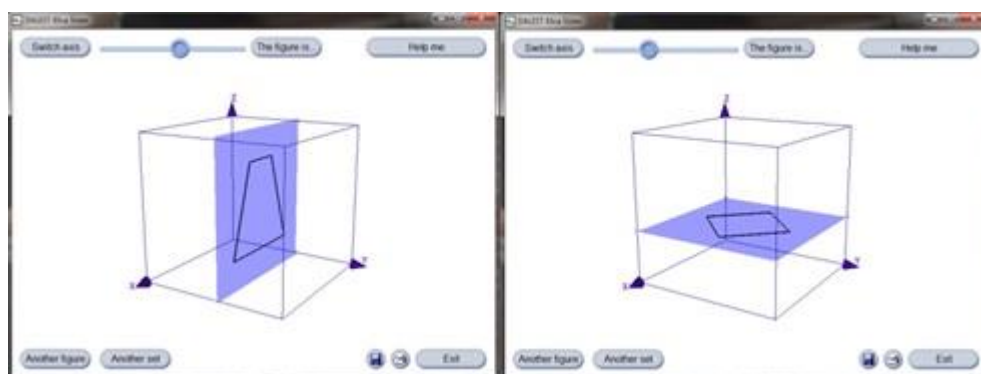 Switch axis
The figure is...
Help me
Z
X
Y
Another figure
Another set
Exit
Switch axis
The figure is...
Help me
Z
X
Y
Another figure
Another set
Exit